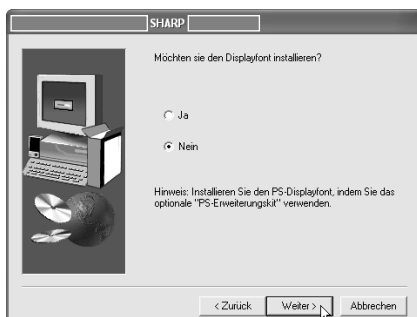 SHARP
Möchten sie den Displayfont installieren?
Ja
Nein
Hinweis: Installieren Sie den PS-Displayfont, indem Sie das
optionale "PS-Erweiterungskit" verwenden.
< Zurück
Weiter >
Abbrechen